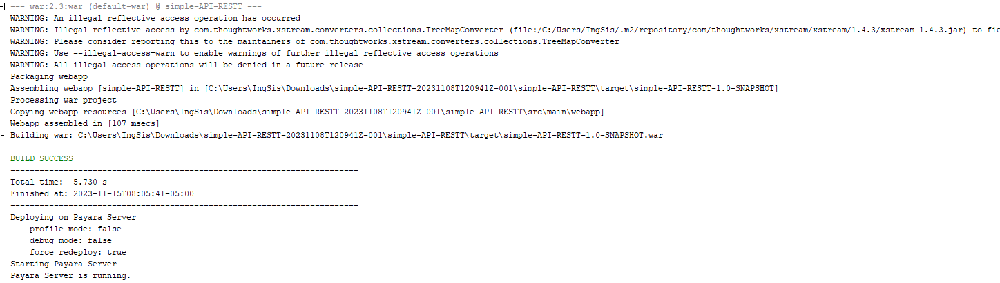 --- war:2.3:war (default-war) @ simple-API-RESTT ---
WARNING: An illegal reflective access operation has occurred
WARNING: Illegal reflective access by com.thoughtworks.xstream.converters.collections.TreeMapConverter (file:/C:/Users/IngSis/.m2/repository/com/thoughtworks/xstream/xstream/1.4.3/xstream-1.4.3.jar) to fie
WARNING: Please consider reporting this to the maintainers of com.thoughtworks.xstream.converters.collections.TreeMapConverter
WARNING: Use --illegal-access=warn to enable warnings of further illegal reflective access operations
WARNING: All illegal access operations will be denied in a future release
Packaging webapp
Assembling webapp [simple-API-RESTT] in [C:\Users\IngSis\Downloads\simple-API-RESTT-20231108T120941Z-001\simple-API-RESTT\target\simple-API-RESTT-1.0-SNAPSHOT]
Processing war project
Copying webapp resources [C:\Users\IngSis\Downloads\simple-API-RESTT-20231108T120941Z-001\simple-API-RESTT\src\main\webapp]
Webapp assembled in [107 msecs]
Building war: C:\Users\IngSis\Downloads\simple-API-RESTT-20231108T120941Z-001\simple-API-RESTT\target\simple-API-RESTT-1.0-SNAPSHOT.war
------------------------------------------------------------------------
BUILD SUCCESS
------------------------------------------------------------------------
Total time:  5.730 s
Finished at: 2023-11-15T08:05:41-05:00
------------------------------------------------------------------------
Deploying on Payara Server
    profile mode: false
    debug mode: false
    force redeploy: true
Starting Payara Server
Payara Server is running.